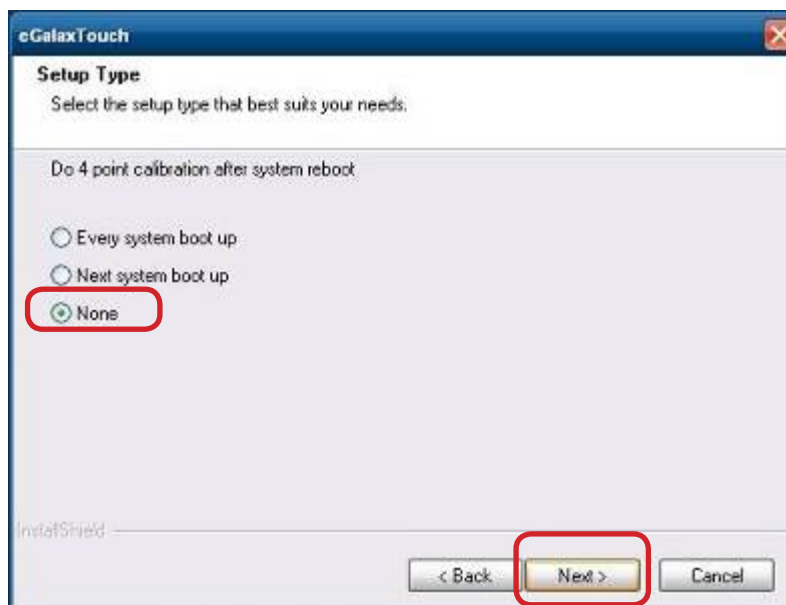 eGalaxTouch
Setup Type
Select the setup type that best suits your needs.
Do 4 point calibration after system reboot
Every system boot up
Next system boot up
None
InstallShield
< Back
Next >
Cancel